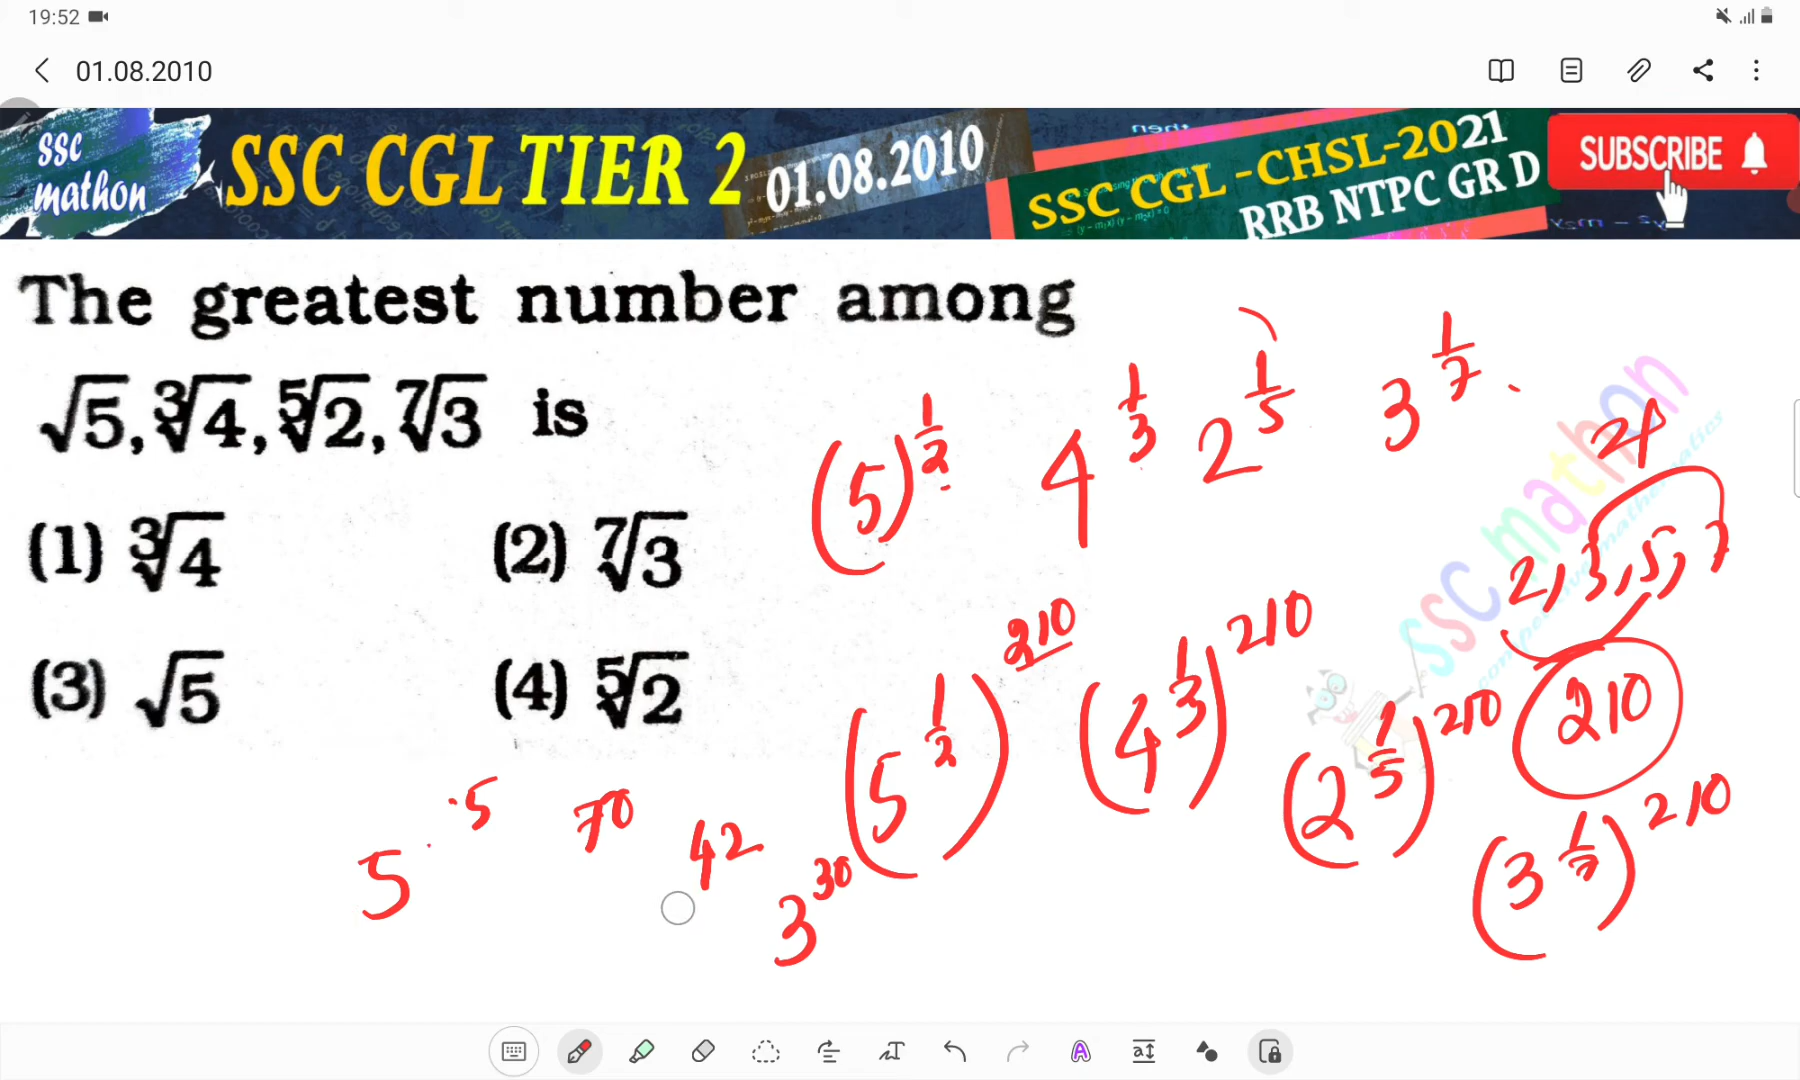 19:52
01.08.2010
ssc mathon
SSC CGL TIER 2
01.08.2010
SSC CGL -CHSL-2021
RRB NTPC GR D
SUBSCRIBE
The greatest number among
√5, ∛4, ⁵√2, ⁷√3 is
(1) ∛4 (2) ⁷√3
(3) √5 (4) ⁵√2
(5)^1/2 4^1/3 2^1/5 3^1/7
2, 3, 5, 7
210
(5^1/2)^210 (4^1/3)^210 (2^1/5)^210 (3^1/7)^210
5 ·5 70 42 3^30
ssc mathon